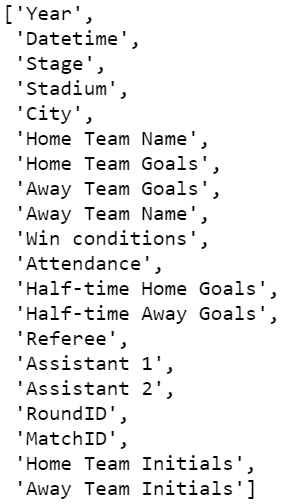 ['Year',
'Datetime',
'Stage',
'Stadium',
'City',
'Home Team Name',
'Home Team Goals',
'Away Team Goals',
'Away Team Name',
'Win conditions',
'Attendance',
'Half-time Home Goals',
'Half-time Away Goals',
'Referee',
'Assistant 1',
'Assistant 2',
'RoundID',
'MatchID',
'Home Team Initials',
'Away Team Initials']